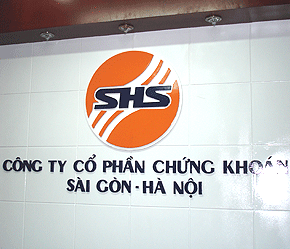 SHS
CÔNG TY CỔ PHẦN CHỨNG KHOÁN
SÀI GÒN - HÀ NỘI